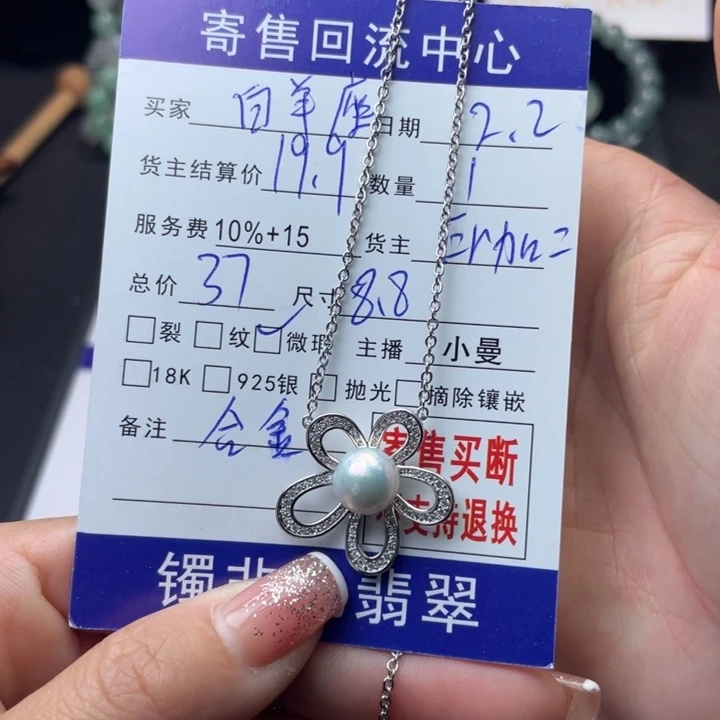 寄售回流中心
买家 白羊座 日期 2.2
货主结算价 19.9 数量 1
服务费 10%+15 货主
总价 37 尺寸 8.8
裂 纹 微瑕 主播 小曼
18K 925银 抛光 摘除镶嵌
备注 合金
寄售买断
支持退换
镯 翡翠